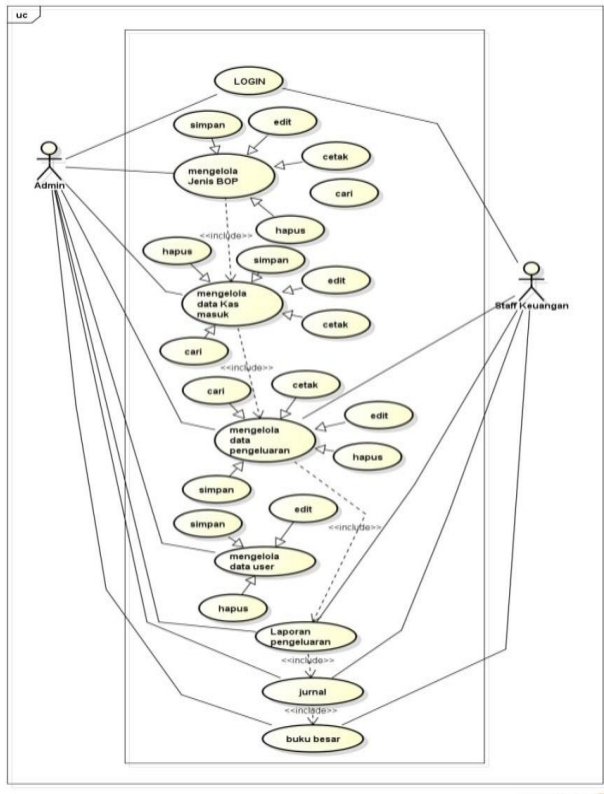 uc
LOGIN
simpan
edit
cetak
mengelola
Jenis BOP
cari
Admin
hapus
<<include>>
hapus
simpan
edit
mengelola
data Kas
masuk
Staff Keuangan
cetak
cari
<<include>>
cari
cetak
edit
mengelola
data
pengeluaran
hapus
simpan
edit
simpan
<<include>>
mengelola
data user
hapus
Laporan
pengeluaran
<<include>>
jurnal
<<include>>
buku besar